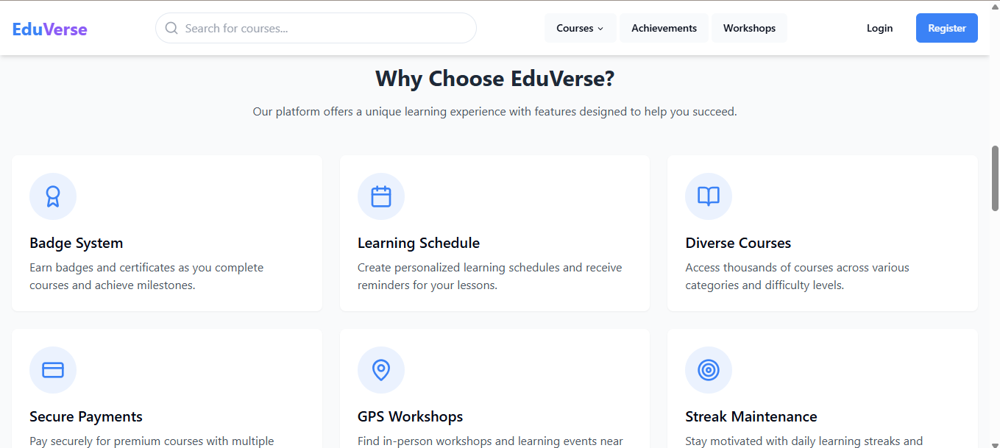 EduVerse
Search for courses...
Courses
Achievements
Workshops
Login
Register
Why Choose EduVerse?
Our platform offers a unique learning experience with features designed to help you succeed.
Badge System
Earn badges and certificates as you complete
courses and achieve milestones.
Learning Schedule
Create personalized learning schedules and receive
reminders for your lessons.
Diverse Courses
Access thousands of courses across various
categories and difficulty levels.
Secure Payments
Pay securely for premium courses with multiple
GPS Workshops
Find in-person workshops and learning events near
Streak Maintenance
Stay motivated with daily learning streaks and